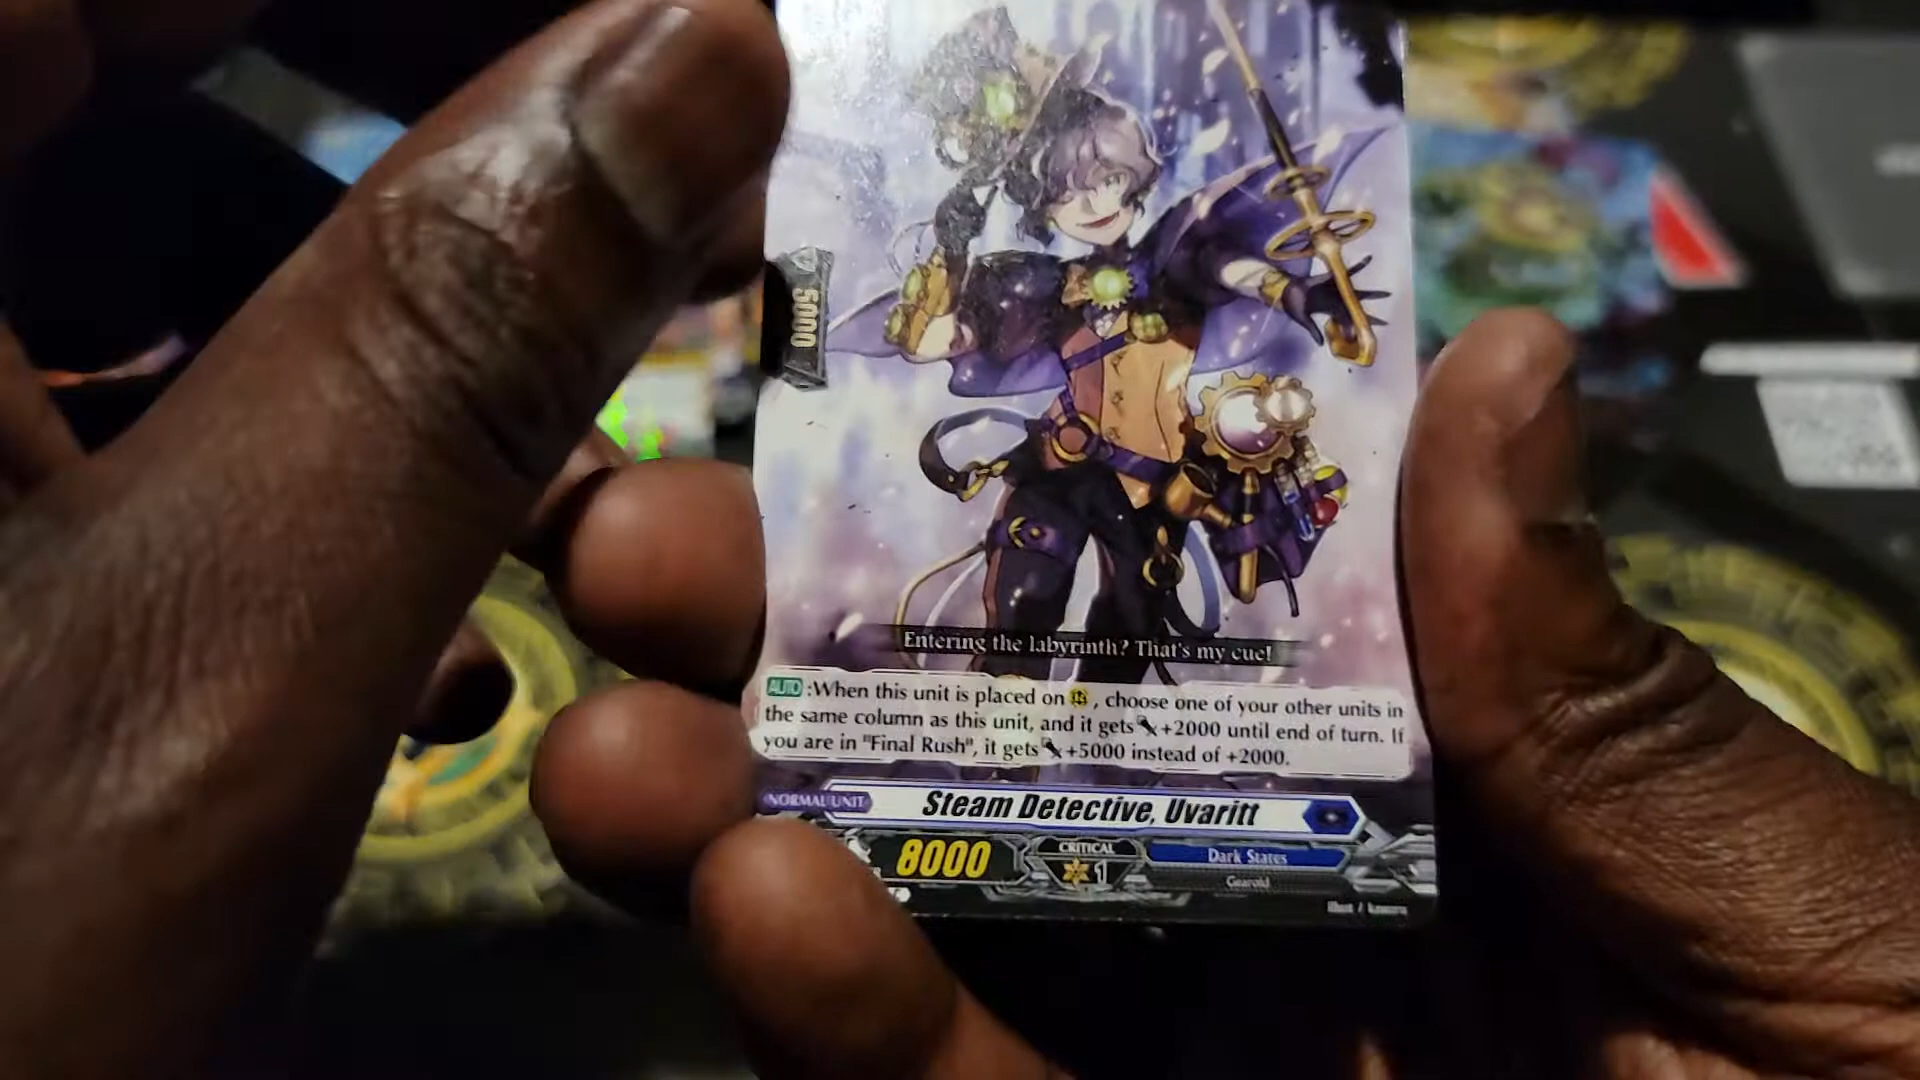 5000
Entering the labyrinth? That's my cue!
AUTO :When this unit is placed on , choose one of your other units in
the same column as this unit, and it gets +2000 until end of turn. If
you are in "Final Rush", it gets +5000 instead of +2000.
NORMAL UNIT Steam Detective, Uvaritt
8000 CRITICAL 1 Dark States
Gearoid
illust /